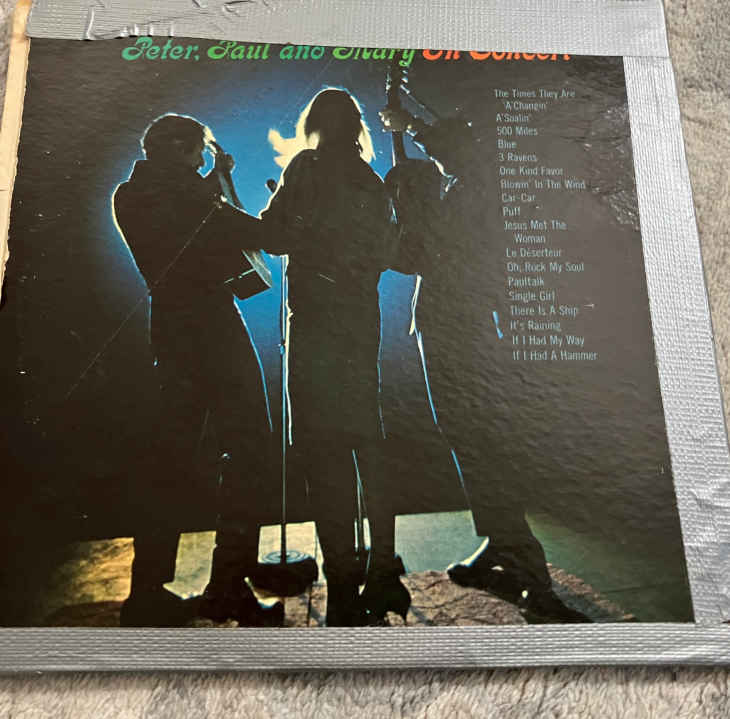 Peter, Paul and Mary In Concert
The Times They Are
A'Changin'
A'Soalin'
500 Miles
Blue
3 Ravens
One Kind Favor
Blowin' In The Wind
Car-Car
Puff
Jesus Met The
Woman
Le Déserteur
Oh, Rock My Soul
Paultalk
Single Girl
There Is A Ship
It's Raining
If I Had My Way
If I Had A Hammer